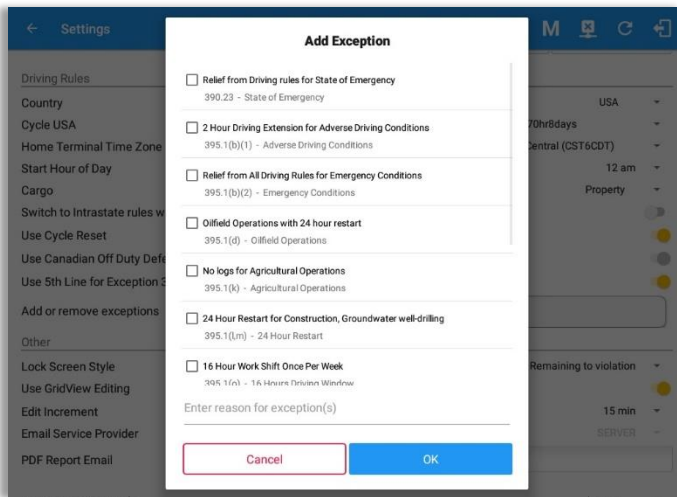 Settings
M
Add Exception
Relief from Driving rules for State of Emergency
390.23 - State of Emergency
2 Hour Driving Extension for Adverse Driving Conditions
395.1(b)(1) - Adverse Driving Conditions
Relief from All Driving Rules for Emergency Conditions
395.1(b)(2) - Emergency Conditions
Oilfield Operations with 24 hour restart
395.1(d) - Oilfield Operations
No logs for Agricultural Operations
395.1(k) - Agricultural Operations
24 Hour Restart for Construction, Groundwater well-drilling
395.1(l,m) - 24 Hour Restart
16 Hour Work Shift Once Per Week
395.1(o) - 16 Hours Driving Window
Enter reason for exception(s)
Cancel
OK
Driving Rules
Country USA
Cycle USA 70hr8days
Home Terminal Time Zone Central (CST6CDT)
Start Hour of Day 12 am
Cargo Property
Switch to Intrastate rules w
Use Cycle Reset
Use Canadian Off Duty Defe
Use 5th Line for Exception 3
Add or remove exceptions
Other
Lock Screen Style Remaining to violation
Use GridView Editing
Edit Increment 15 min
Email Service Provider SERVER
PDF Report Email